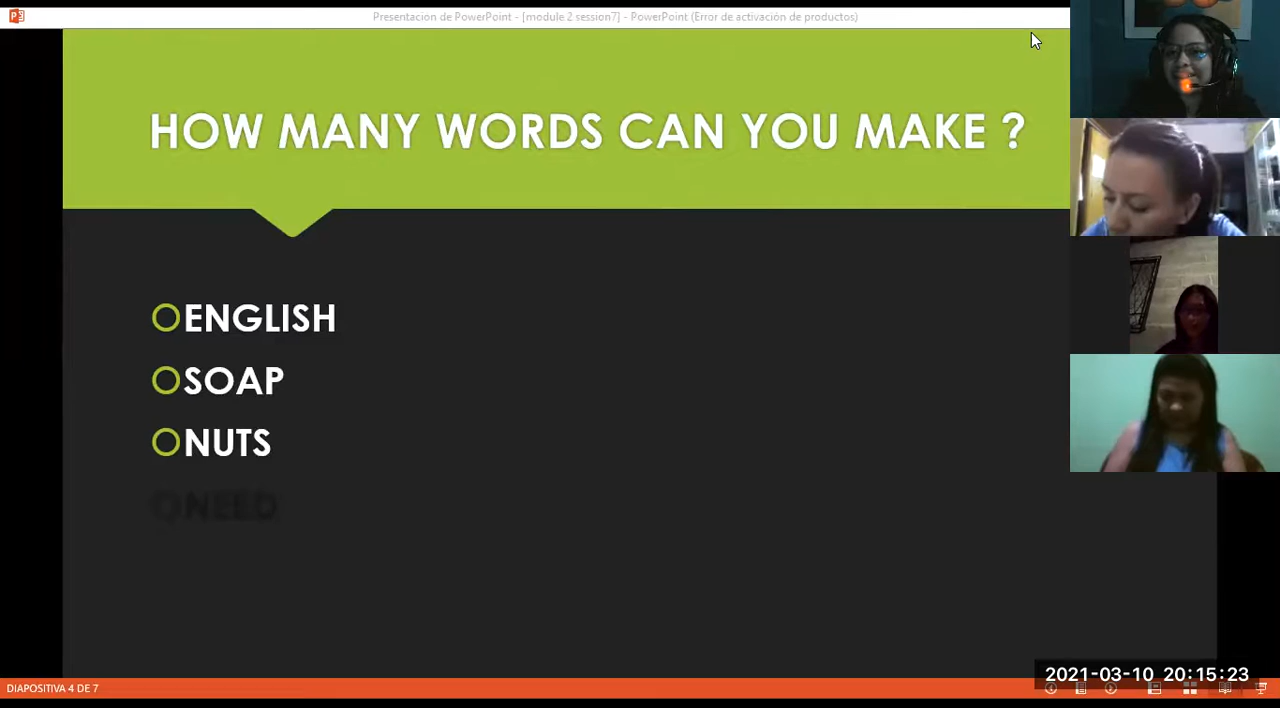 Presentación de PowerPoint - [module 2 session7] - PowerPoint (Error de activación de productos)
HOW MANY WORDS CAN YOU MAKE ?
ENGLISH
SOAP
NUTS
NEED
2021-03-10 20:15:23
DIAPOSITIVA 4 DE 7